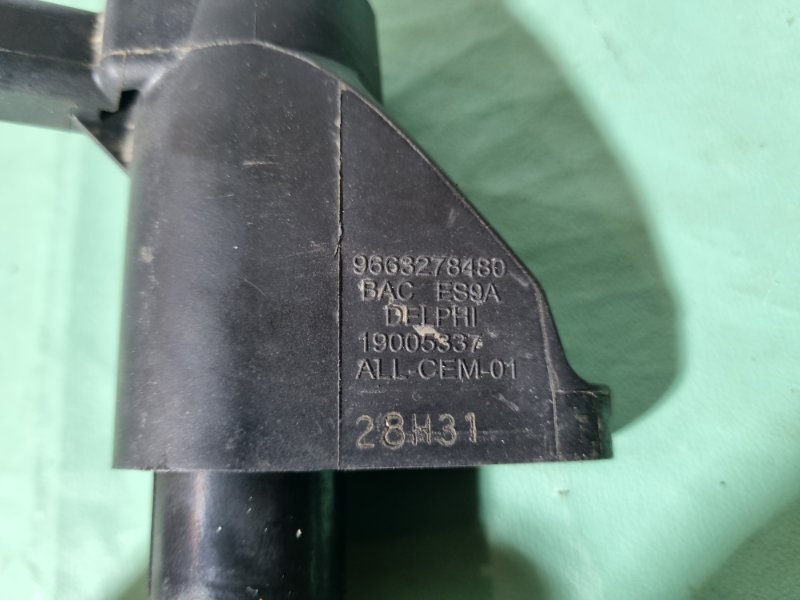 9663278480
BAC ES9A
DELPHI
19005337
ALL-CEM-01
28H31